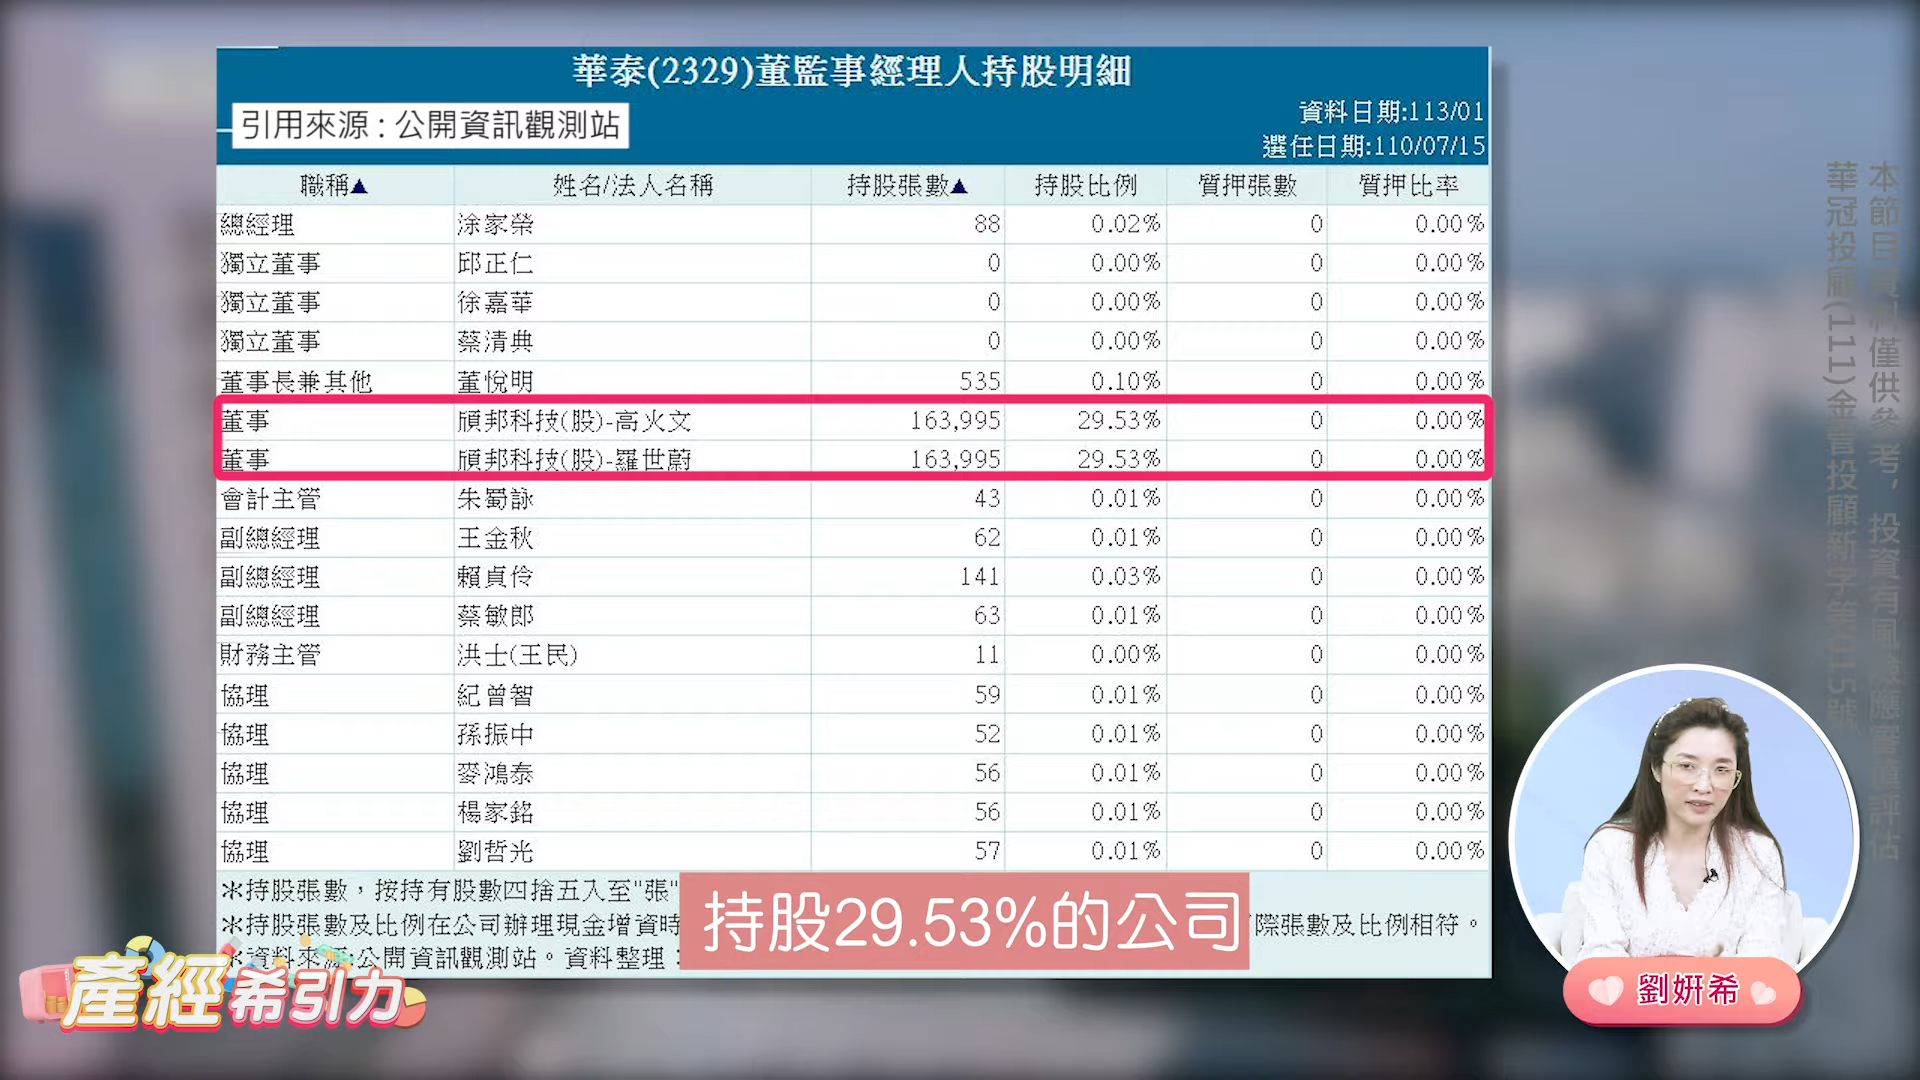 華泰(2329)董監事經理人持股明細
引用來源：公開資訊觀測站
資料日期:113/01
選任日期:110/07/15
職稱▲ 姓名/法人名稱 持股張數▲ 持股比例 質押張數 質押比率
總經理 涂家榮 88 0.02% 0 0.00%
獨立董事 邱正仁 0 0.00% 0 0.00%
獨立董事 徐嘉華 0 0.00% 0 0.00%
獨立董事 蔡清典 0 0.00% 0 0.00%
董事長兼其他 董悅明 535 0.10% 0 0.00%
董事 頎邦科技(股)-高火文 163,995 29.53% 0 0.00%
董事 頎邦科技(股)-羅世蔚 163,995 29.53% 0 0.00%
會計主管 朱蜀詠 43 0.01% 0 0.00%
副總經理 王金秋 62 0.01% 0 0.00%
副總經理 賴貞伶 141 0.03% 0 0.00%
副總經理 蔡敏郎 63 0.01% 0 0.00%
財務主管 洪士(王民) 11 0.00% 0 0.00%
協理 紀曾智 59 0.01% 0 0.00%
協理 孫振中 52 0.01% 0 0.00%
協理 麥鴻泰 56 0.01% 0 0.00%
協理 楊家銘 56 0.01% 0 0.00%
協理 劉哲光 57 0.01% 0 0.00%
＊持股張數，按持有股數四捨五入至"張"
＊持股張數及比例在公司辦理現金增資時 際張數及比例相符。
＊資料來源:公開資訊觀測站。資料整理：
持股29.53%的公司
產經希引力
劉妍希
本節目資料僅供參考，投資有風險應審慎評估
華冠投顧(111)金管投顧新字第015號